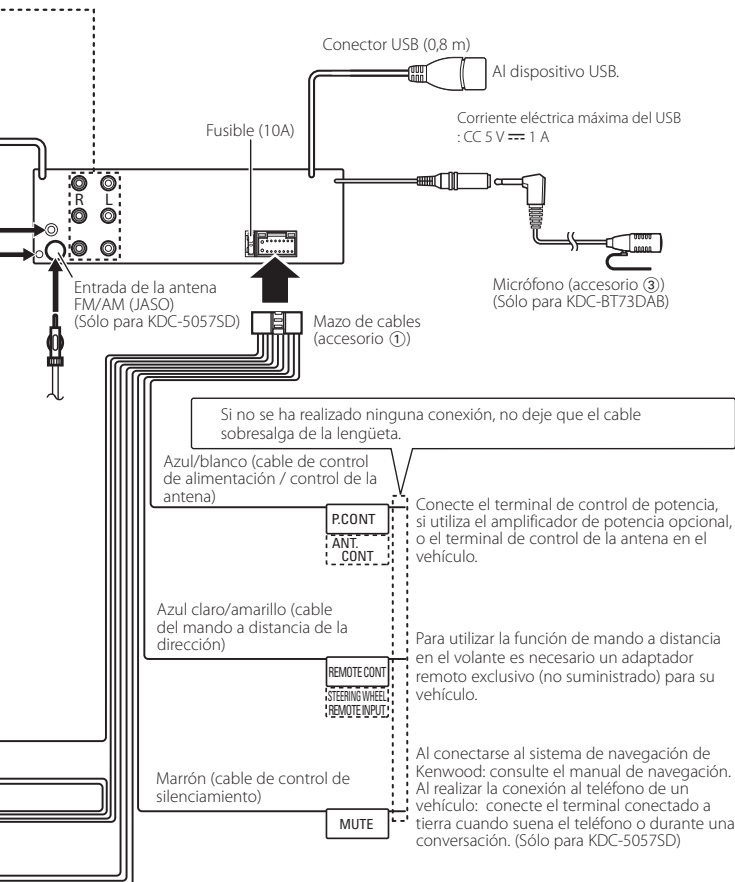 Conector USB (0,8 m)
Al dispositivo USB.
Corriente eléctrica máxima del USB
: CC 5 V ⎓ 1 A
Fusible (10A)
R L
Entrada de la antena
FM/AM (JASO)
(Sólo para KDC-5057SD)
Micrófono (accesorio ③)
(Sólo para KDC-BT73DAB)
Mazo de cables
(accesorio ①)
Si no se ha realizado ninguna conexión, no deje que el cable
sobresalga de la lengüeta.
Azul/blanco (cable de control
de alimentación / control de la
antena)
P.CONT
ANT.
CONT
Conecte el terminal de control de potencia,
si utiliza el amplificador de potencia opcional,
o el terminal de control de la antena en el
vehículo.
Azul claro/amarillo (cable
del mando a distancia de la
dirección)
REMOTE CONT
STEERING WHEEL
REMOTE INPUT
Para utilizar la función de mando a distancia
en el volante es necesario un adaptador
remoto exclusivo (no suministrado) para su
vehículo.
Marrón (cable de control de
silenciamiento)
MUTE
Al conectarse al sistema de navegación de
Kenwood: consulte el manual de navegación.
Al realizar la conexión al teléfono de un
vehículo: conecte el terminal conectado a
tierra cuando suena el teléfono o durante una
conversación. (Sólo para KDC-5057SD)